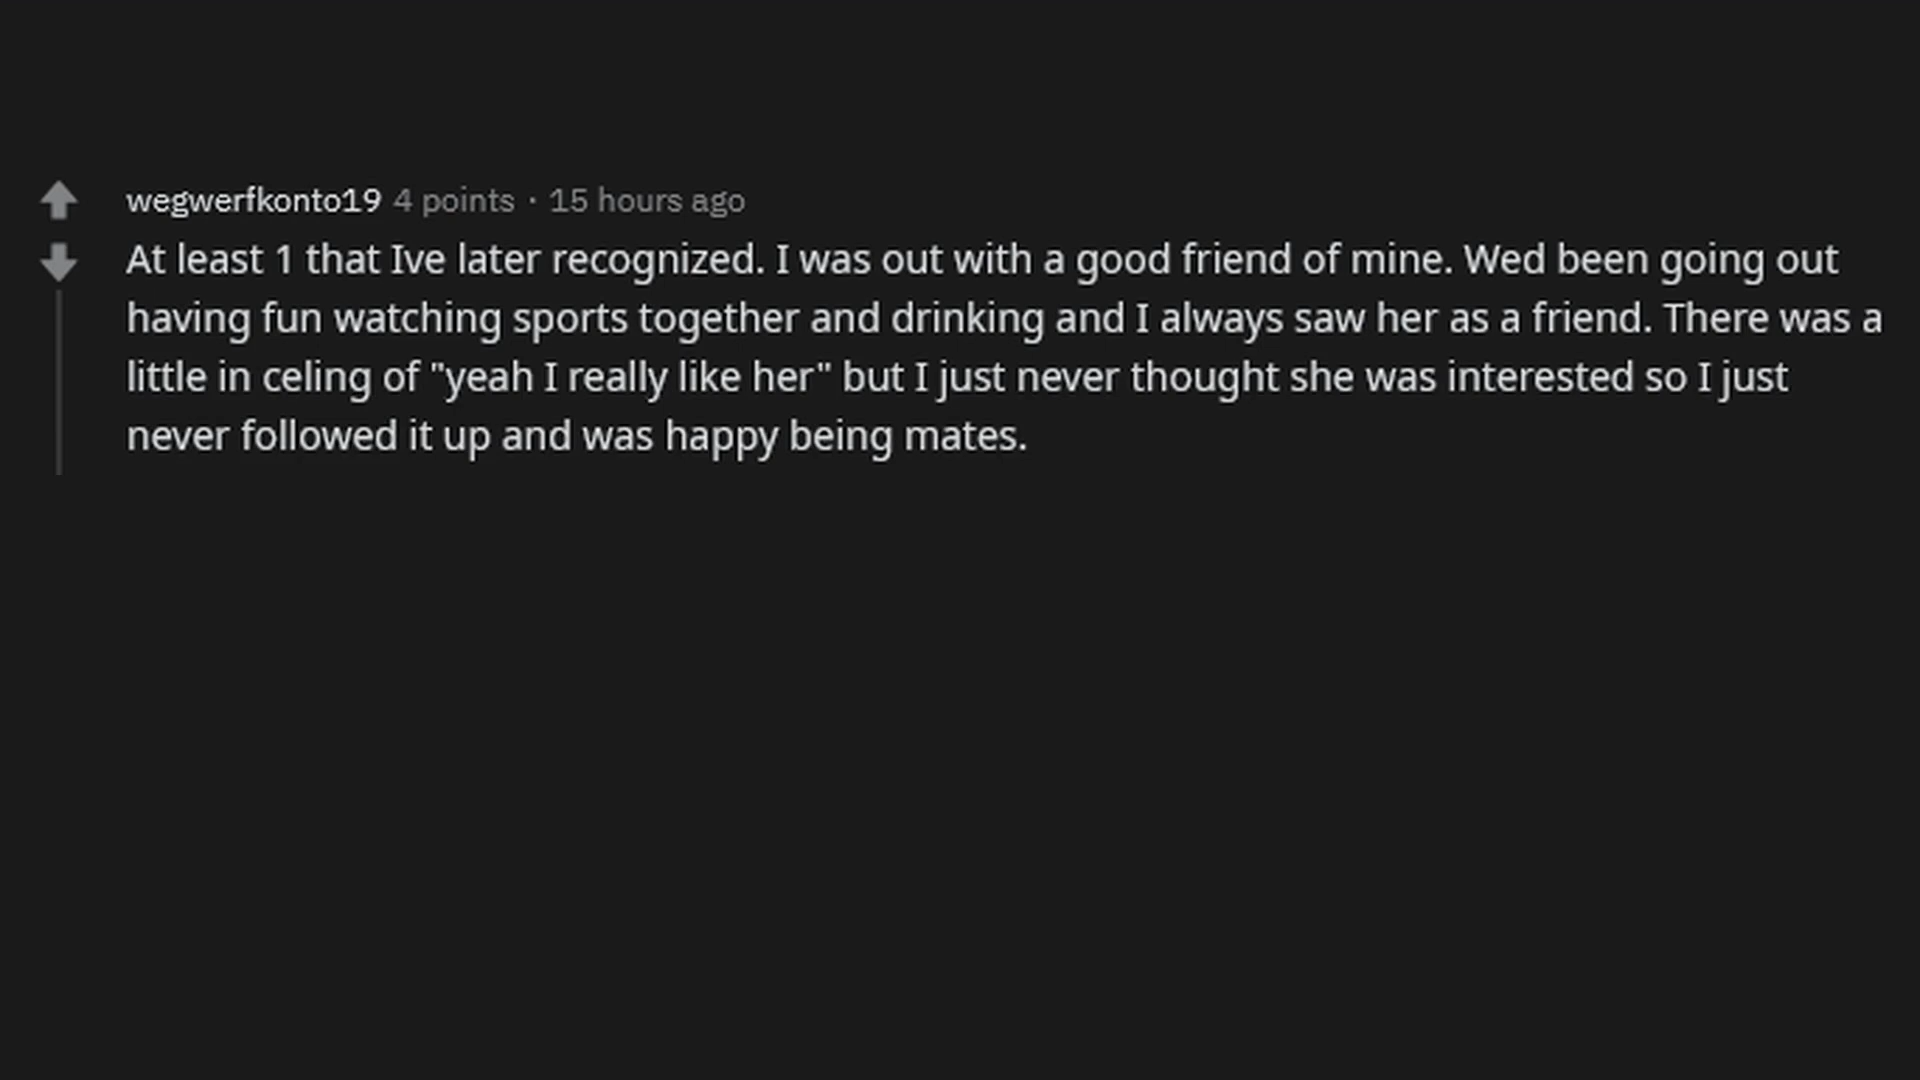 wegwerfkonto19 4 points · 15 hours ago
At least 1 that Ive later recognized. I was out with a good friend of mine. Wed been going out
having fun watching sports together and drinking and I always saw her as a friend. There was a
little in celing of "yeah I really like her" but I just never thought she was interested so I just
never followed it up and was happy being mates.